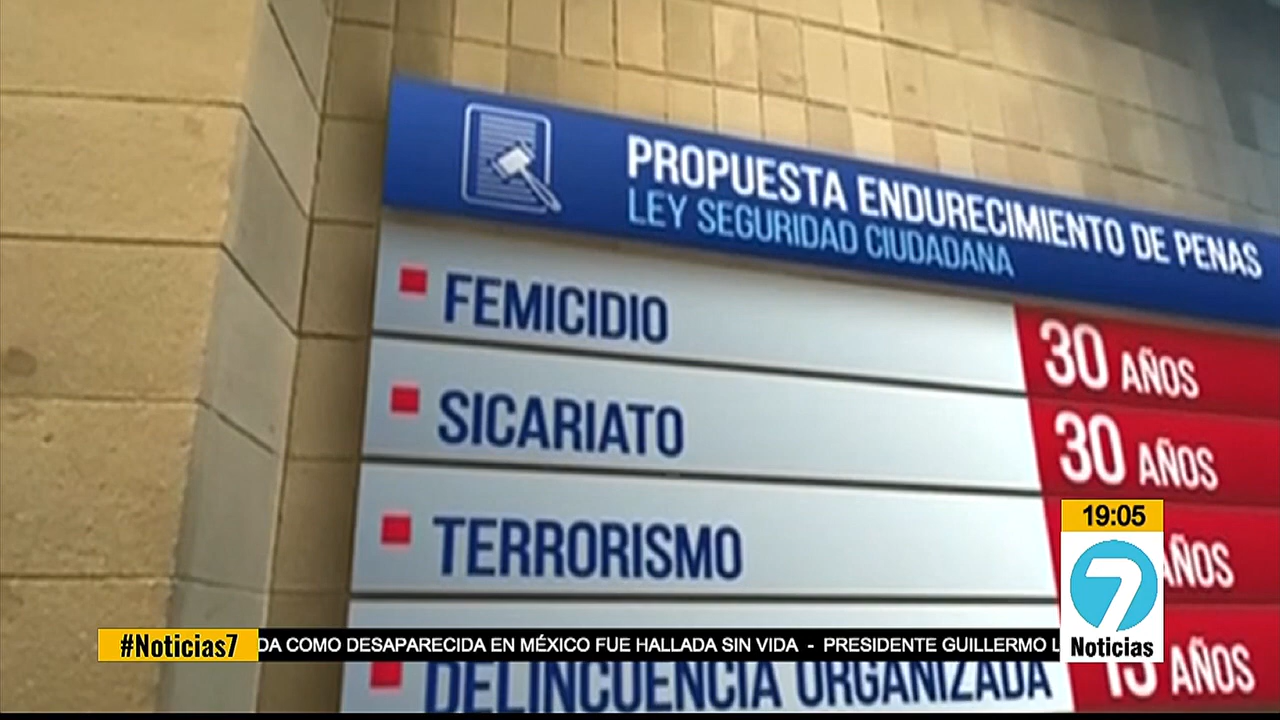 PROPUESTA ENDURECIMIENTO DE PENAS
LEY SEGURIDAD CIUDADANA
FEMICIDIO
30 AÑOS
SICARIATO
30 AÑOS
TERRORISMO
AÑOS
DELINCUENCIA ORGANIZADA
AÑOS
19:05
7
Noticias
#Noticias7
COMO DESAPARECIDA EN MÉXICO FUE HALLADA SIN VIDA - PRESIDENTE GUILLERMO